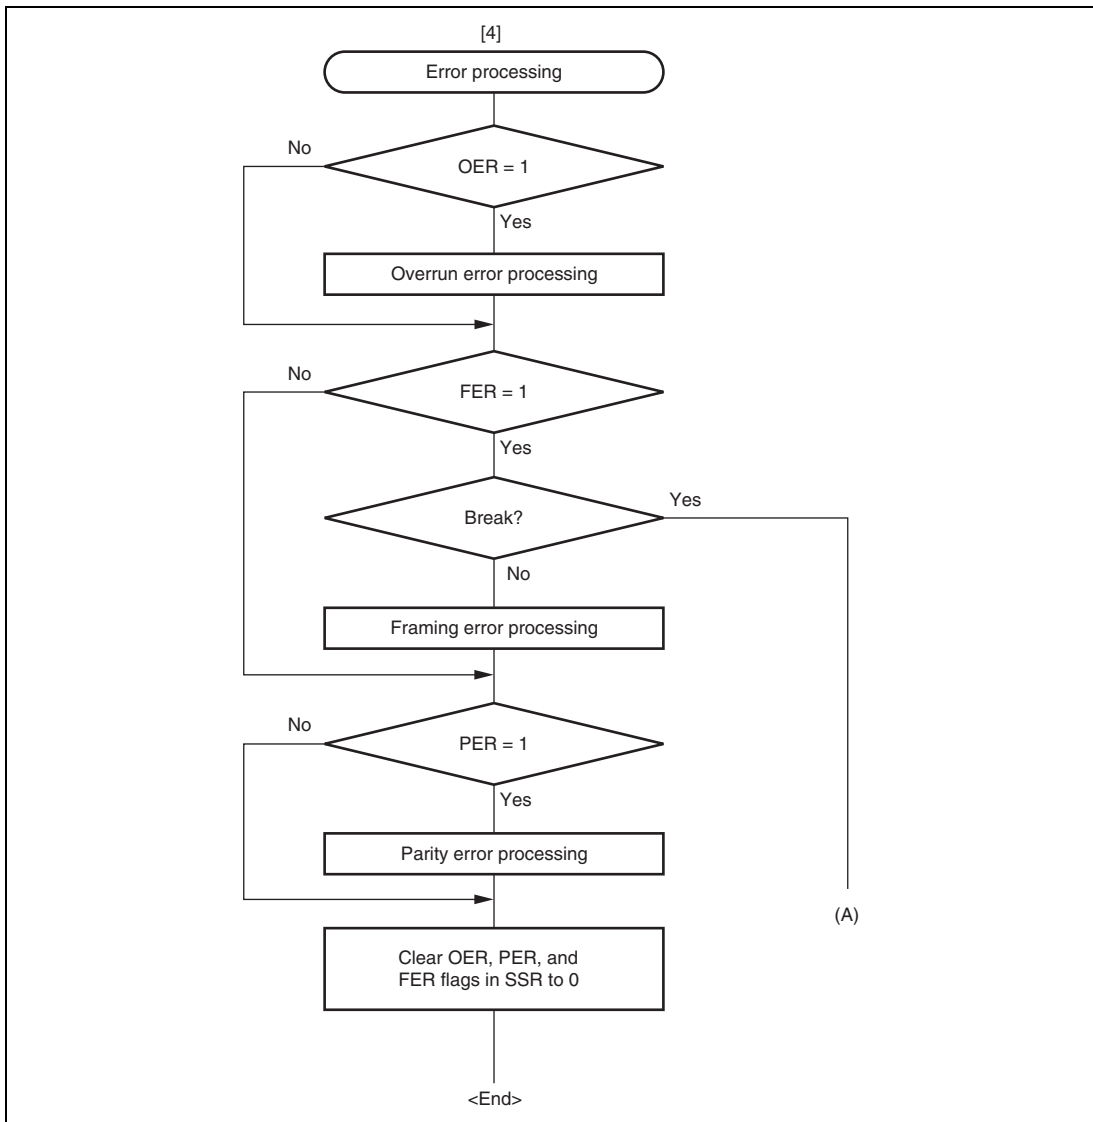 [4]
Error processing
No
OER = 1
Yes
Overrun error processing
No
FER = 1
Yes
Break?
Yes
No
Framing error processing
No
PER = 1
Yes
Parity error processing
(A)
Clear OER, PER, and
FER flags in SSR to 0
<End>